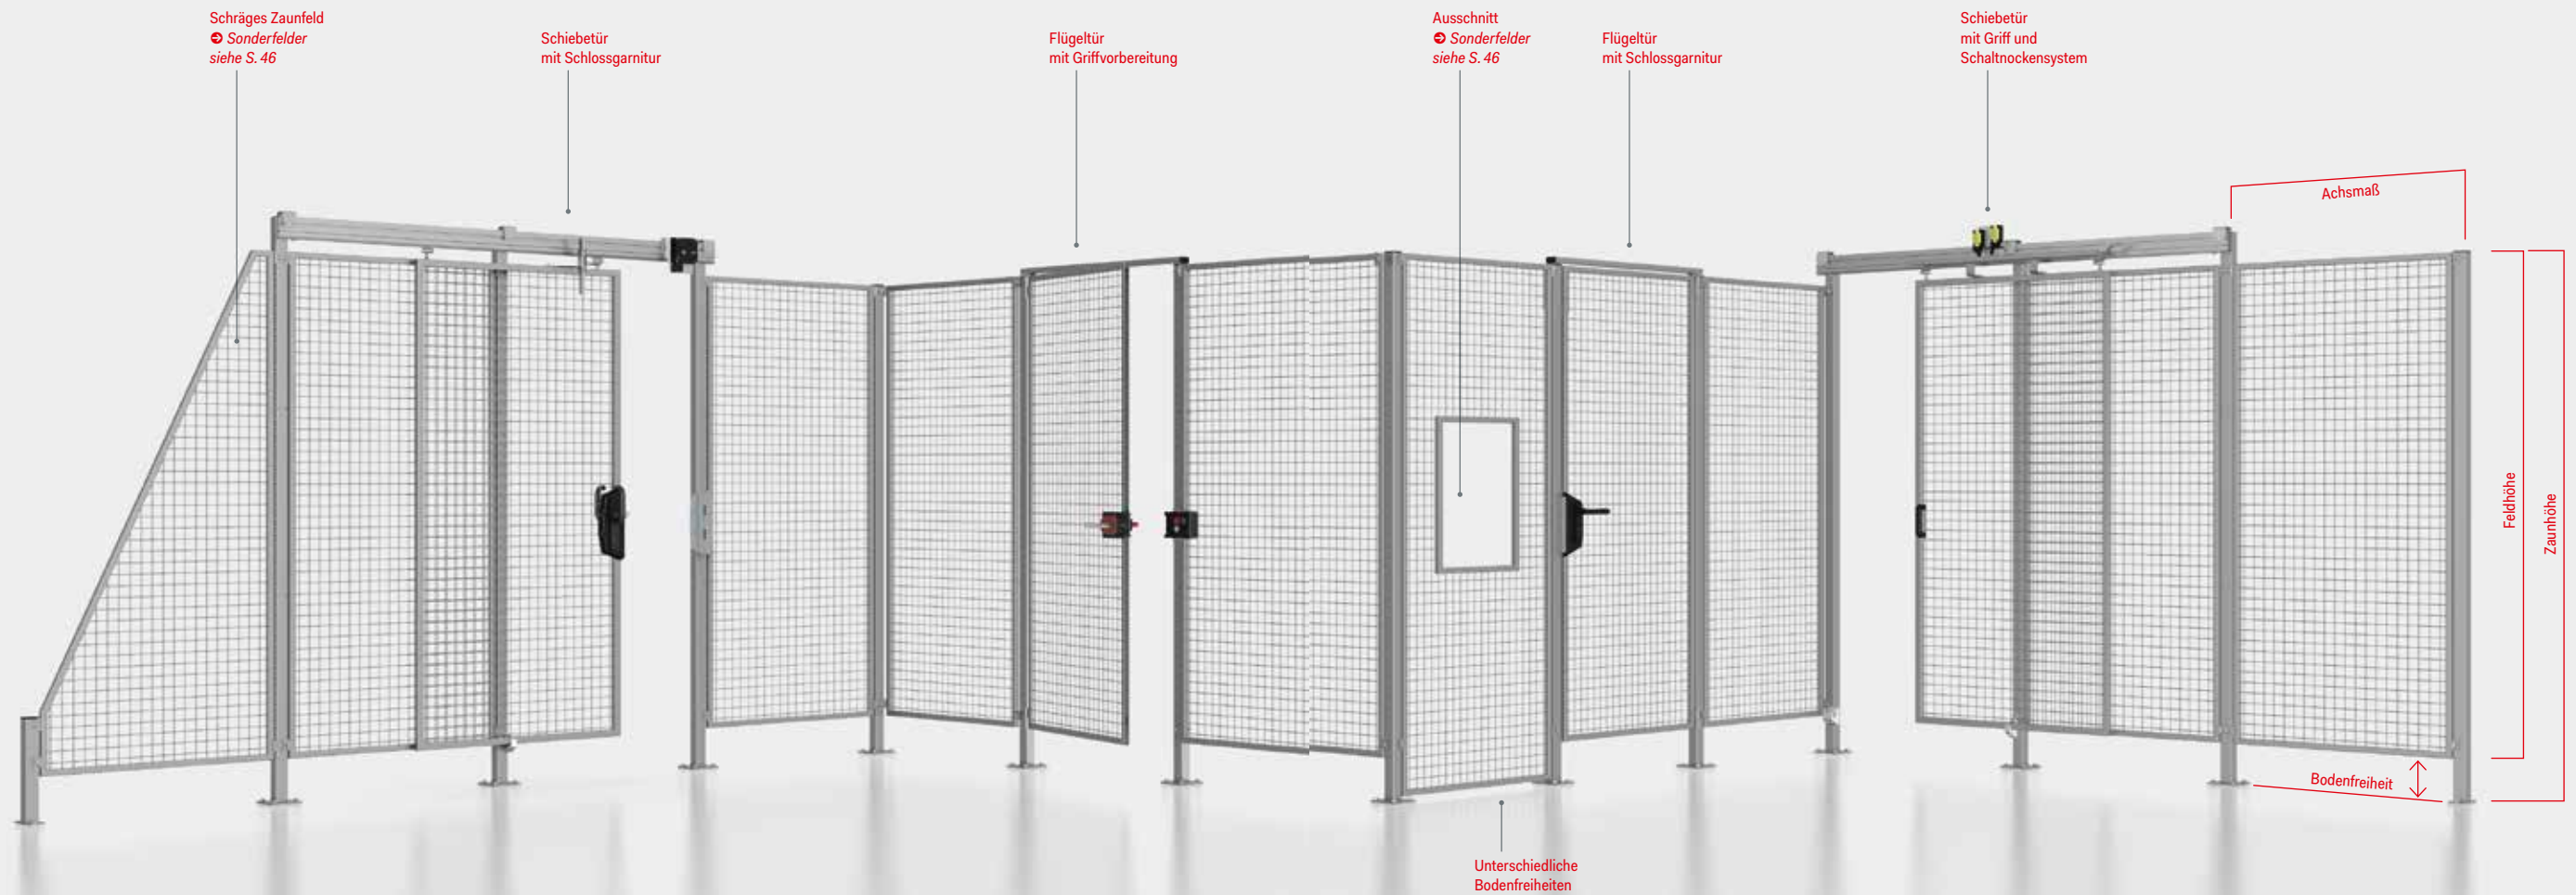 Schräges Zaunfeld
➲ Sonderfelder
siehe S. 46
Schiebetür
mit Schlossgarnitur
Flügeltür
mit Griffvorbereitung
Ausschnitt
➲ Sonderfelder
siehe S. 46
Flügeltür
mit Schlossgarnitur
Schiebetür
mit Griff und
Schaltnockensystem
Achsmaß
Feldhöhe
Zaunhöhe
Bodenfreiheit
Unterschiedliche
Bodenfreiheiten